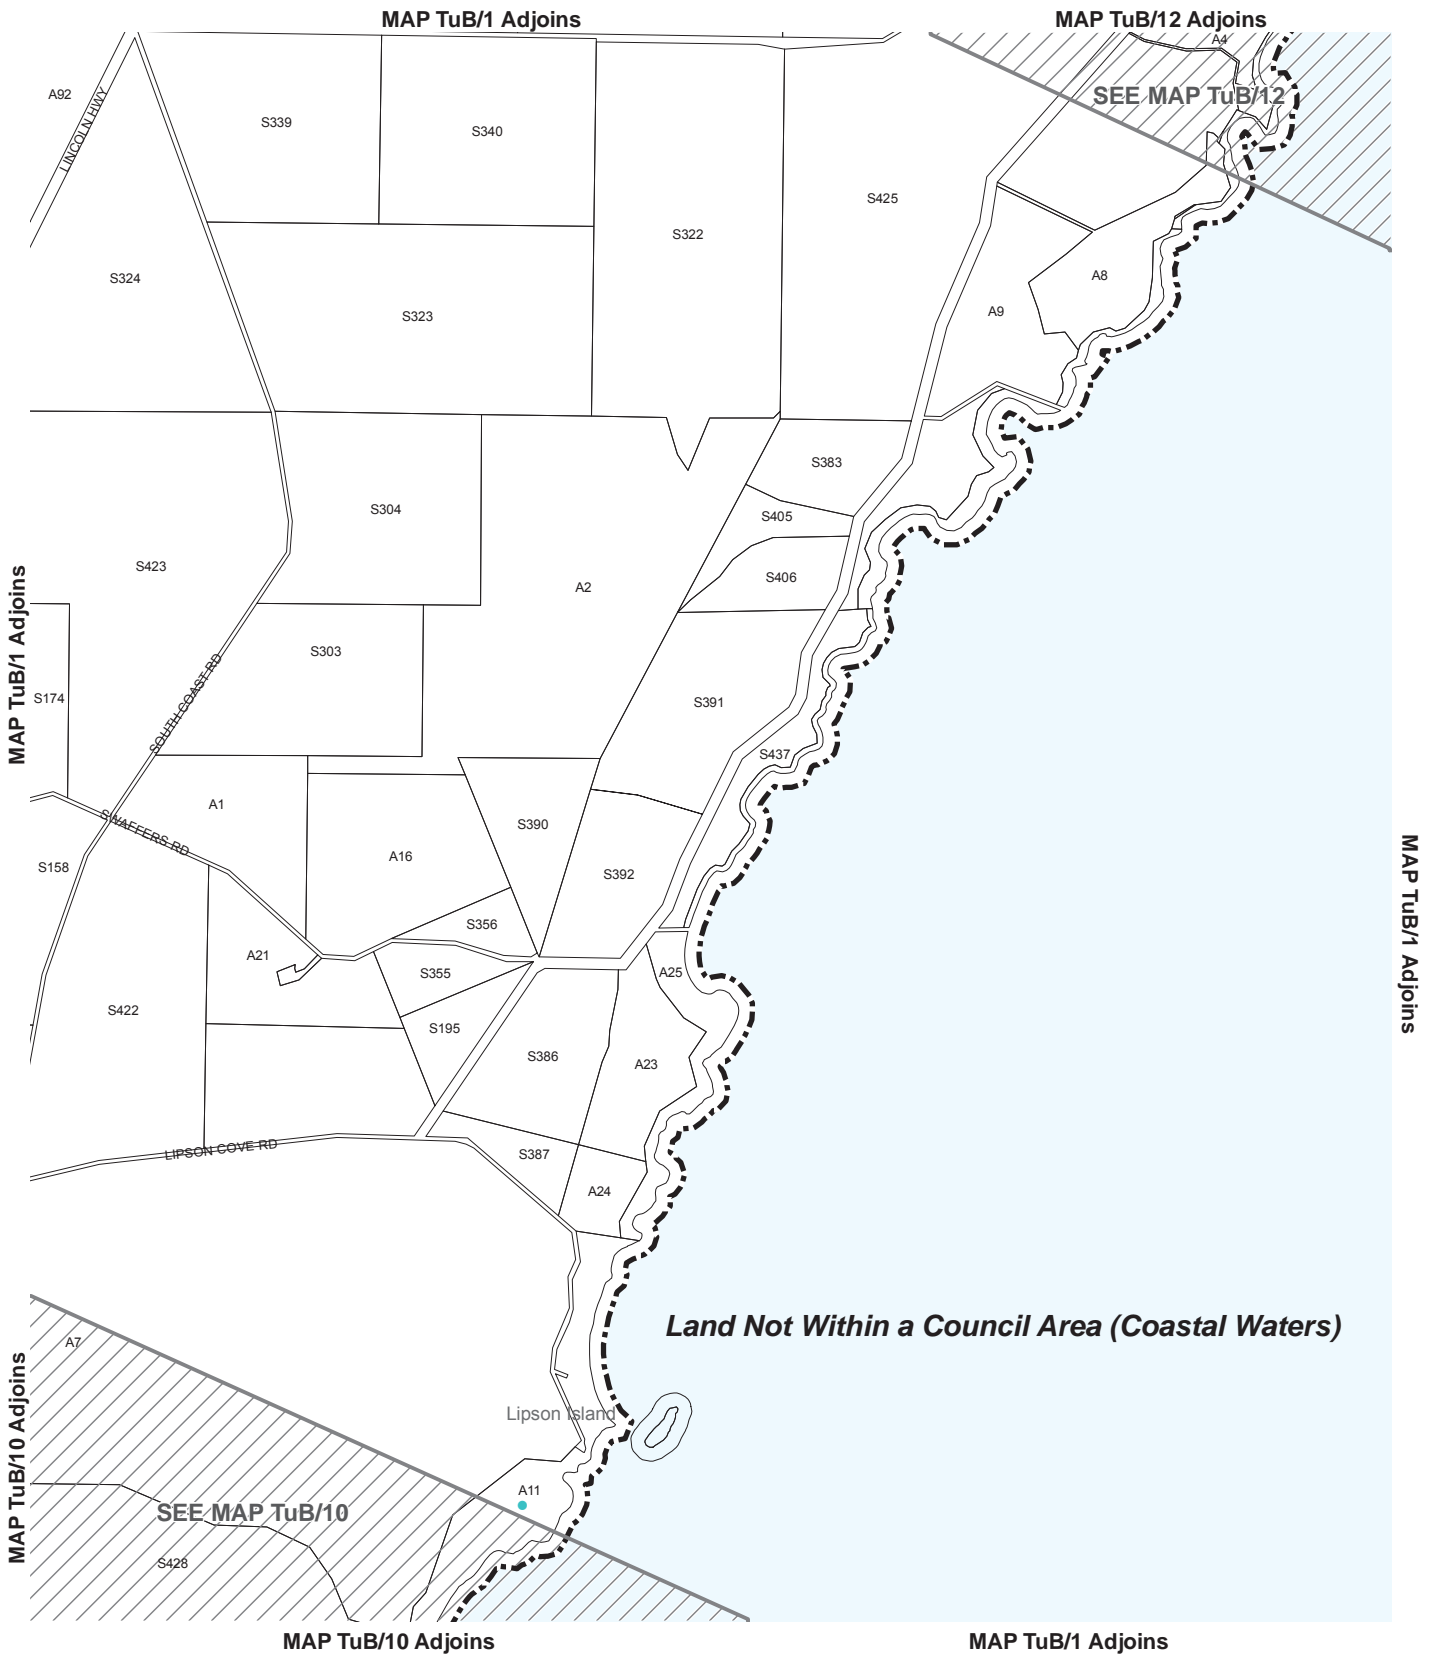 MAP TuB/1 Adjoins
MAP TuB/12 Adjoins
A4
A92
SEE MAP TuB/12
LINCOLN HWY
S339
S340
S425
S322
S324
A8
S323
A9
S383
S304
S405
S423
S406
A2
MAP TuB/1 Adjoins
S303
SOUTH COAST RD
S174
S391
S437
A1
SWAFFERS RD
S390
A16
S158
S392
MAP TuB/1 Adjoins
S356
A21
S355
A25
S422
S195
S386
A23
LIPSON COVE RD
S387
A24
Land Not Within a Council Area (Coastal Waters)
A7
MAP TuB/10 Adjoins
Lipson Island
A11
SEE MAP TuB/10
S428
MAP TuB/10 Adjoins
MAP TuB/1 Adjoins